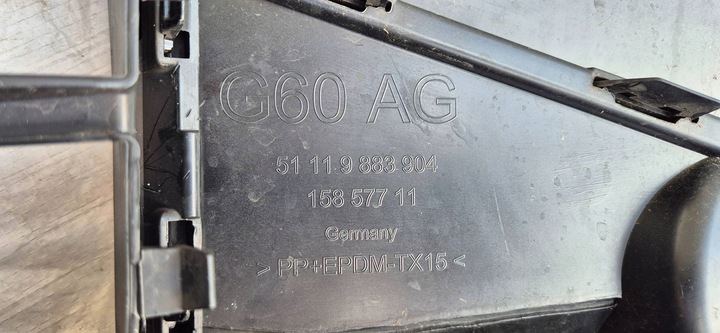 G60 AG
51 11 9 883 904
158 577 11
Germany
> PP+EPDM-TX15 <